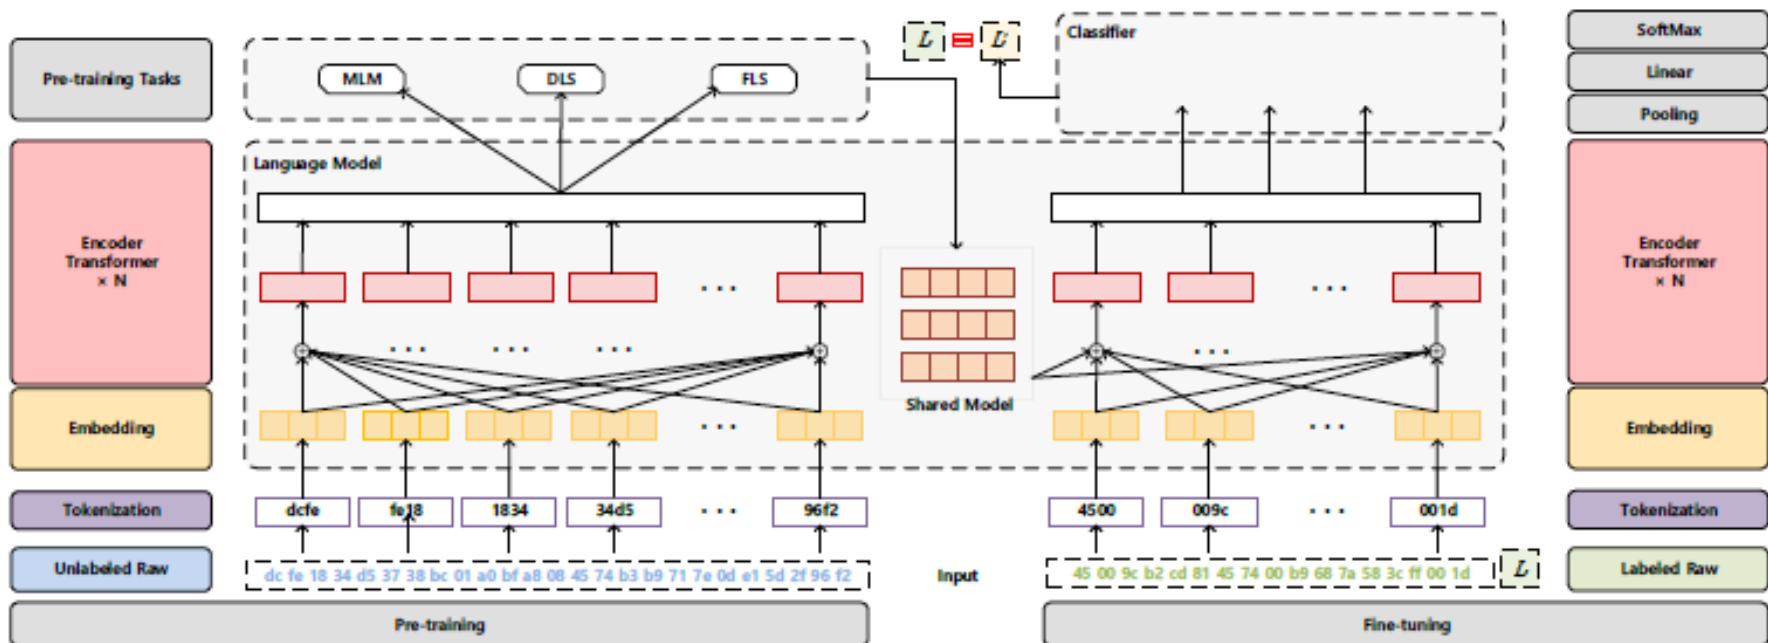 SoftMax
L = L
Classifier
Pre-training Tasks
MLM
DLS
FLS
Linear
Pooling
Language Model
Encoder
Transformer
× N
Encoder
Transformer
× N
. . .
. . .
. . .
. . .
. . .
. . .
Shared Model
Embedding
. . .
. . .
Embedding
Tokenization
dcfe
fe18
1834
34d5
. . .
96f2
4500
009c
. . .
001d
Tokenization
Unlabeled Raw
dc fe 18 34 d5 37 38 bc 01 a0 bf a8 08 45 74 b3 b9 71 7e 0d e1 5d 2f 96 f2
Input
45 00 9c b2 cd 81 45 74 00 b9 68 7a 58 3c ff 00 1d
L
Labeled Raw
Pre-training
Fine-tuning